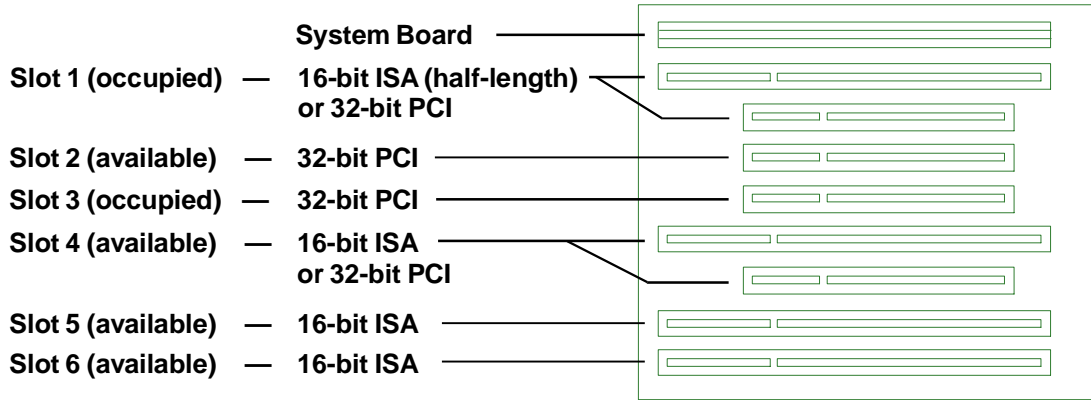 System Board
Slot 1 (occupied) — 16-bit ISA (half-length)
or 32-bit PCI
Slot 2 (available) — 32-bit PCI
Slot 3 (occupied) — 32-bit PCI
Slot 4 (available) — 16-bit ISA
or 32-bit PCI
Slot 5 (available) — 16-bit ISA
Slot 6 (available) — 16-bit ISA